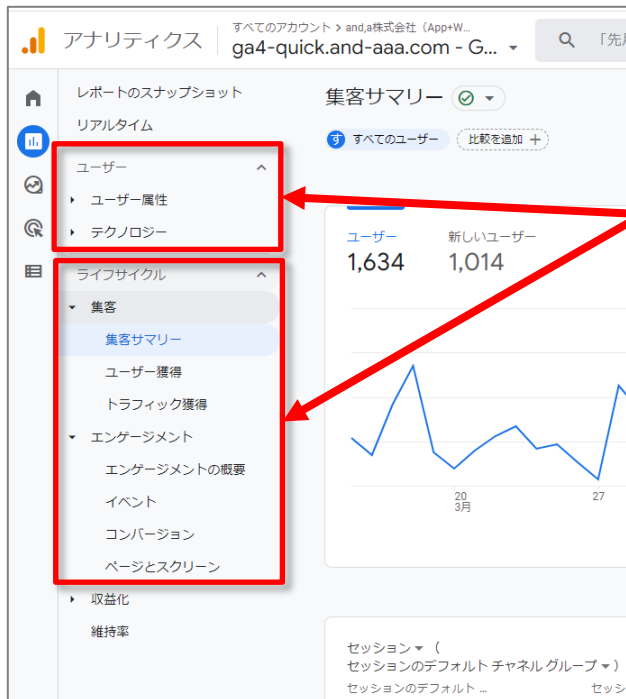 アナリティクス
すべてのアカウント > and,a株式会社（App+W...
ga4-quick.and-aaa.com - G...
「先
レポートのスナップショット
リアルタイム
ユーザー
ユーザー属性
テクノロジー
ライフサイクル
集客
集客サマリー
ユーザー獲得
トラフィック獲得
エンゲージメント
エンゲージメントの概要
イベント
コンバージョン
ページとスクリーン
収益化
維持率
集客サマリー
す すべてのユーザー 比較を追加 +
ユーザー 新しいユーザー
1,634 1,014
20 27
3月
セッション （
セッションのデフォルト チャネル グループ ）
セッションのデフォルト ... セッシ